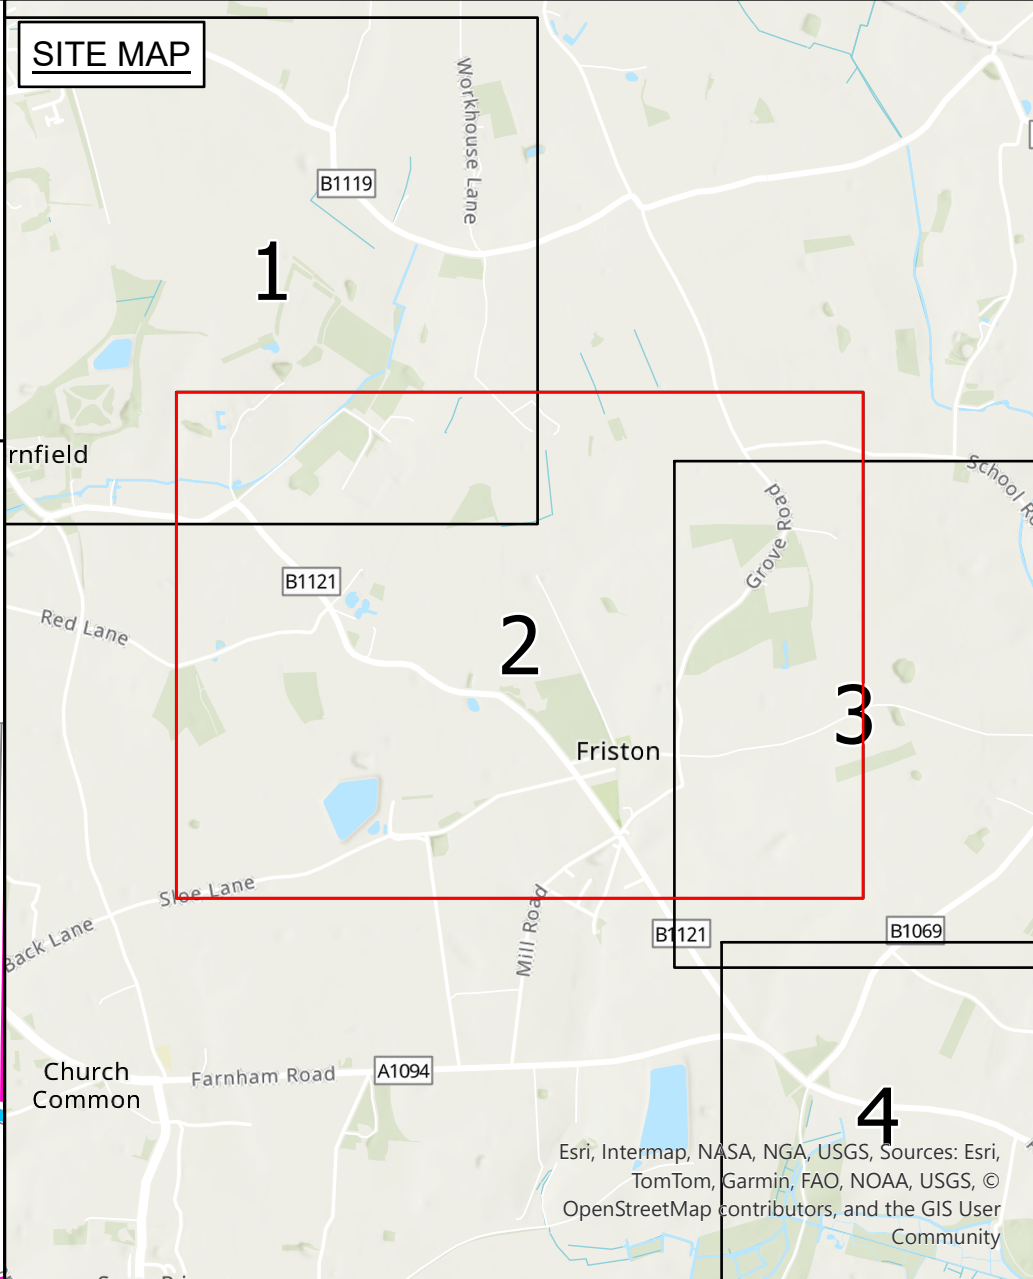 SITE MAP
Workhouse Lane
B1119
1
rnfield
School R
Grove Road
B1121
Red Lane
2
3
Friston
Sloe Lane
Mill Road
Back Lane
B1121
B1069
Church
Common
Farnham Road
A1094
4
Esri, Intermap, NASA, NGA, USGS, Sources: Esri,
TomTom, Garmin, FAO, NOAA, USGS, ©
OpenStreetMap contributors, and the GIS User
Community